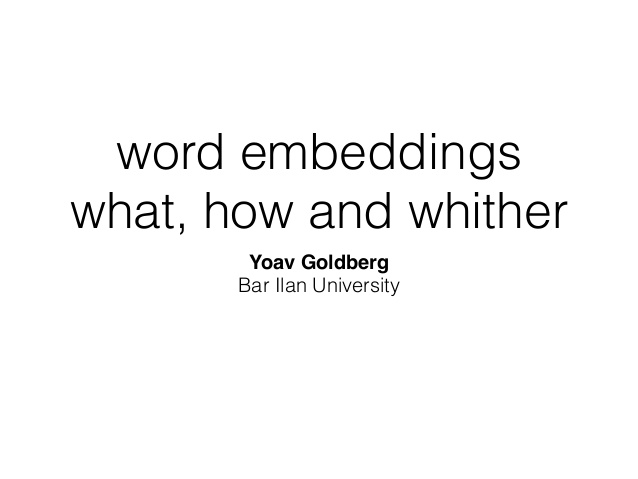 word embeddings
what, how and whither
Yoav Goldberg
Bar Ilan University